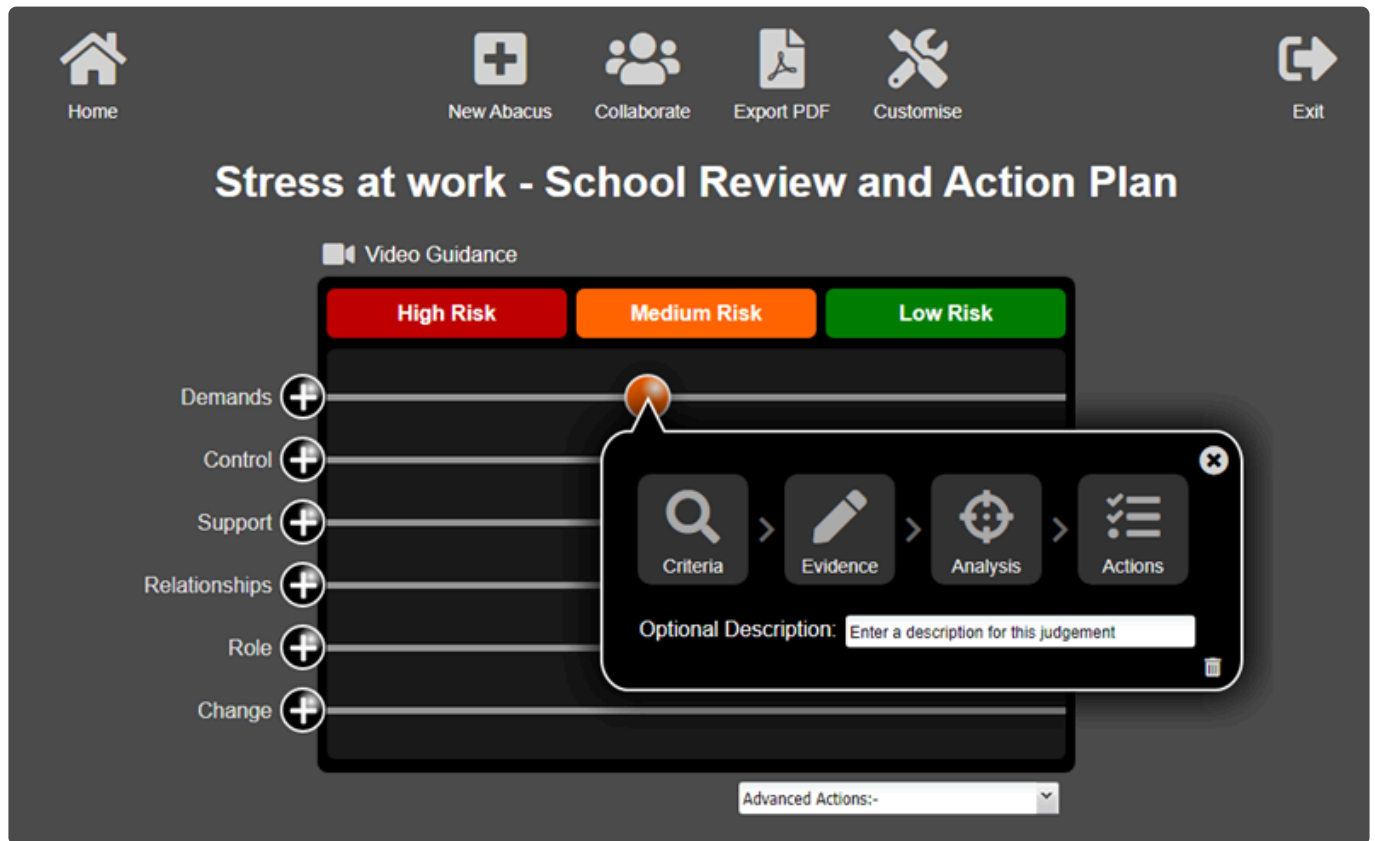 Home
New Abacus
Collaborate
Export PDF
Customise
Exit
Stress at work - School Review and Action Plan
Video Guidance
High Risk
Medium Risk
Low Risk
Demands
Control
Support
Relationships
Role
Change
Criteria
Evidence
Analysis
Actions
Optional Description:
Enter a description for this judgement
Advanced Actions:-